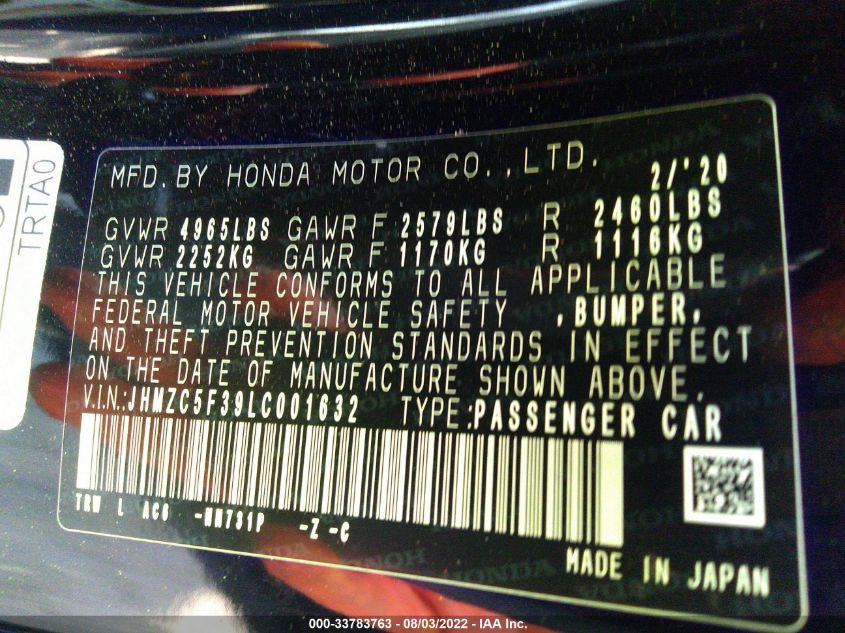 MFD. BY HONDA MOTOR CO., LTD. 2/'20
GVWR 4965LBS GAWR F 2579LBS R 2460LBS
GVWR 2252KG GAWR F 1170KG R 1116KG
THIS VEHICLE CONFORMS TO ALL APPLICABLE
FEDERAL MOTOR VEHICLE SAFETY , BUMPER,
AND THEFT PREVENTION STANDARDS IN EFFECT
ON THE DATE OF MANUFACTURE SHOWN ABOVE.
V.I.N.:JHMZC5F39LC001632 TYPE:PASSENGER CAR
-Z -C
MADE IN JAPAN
TRTA0
000-33783763 - 08/03/2022 - IAA Inc.